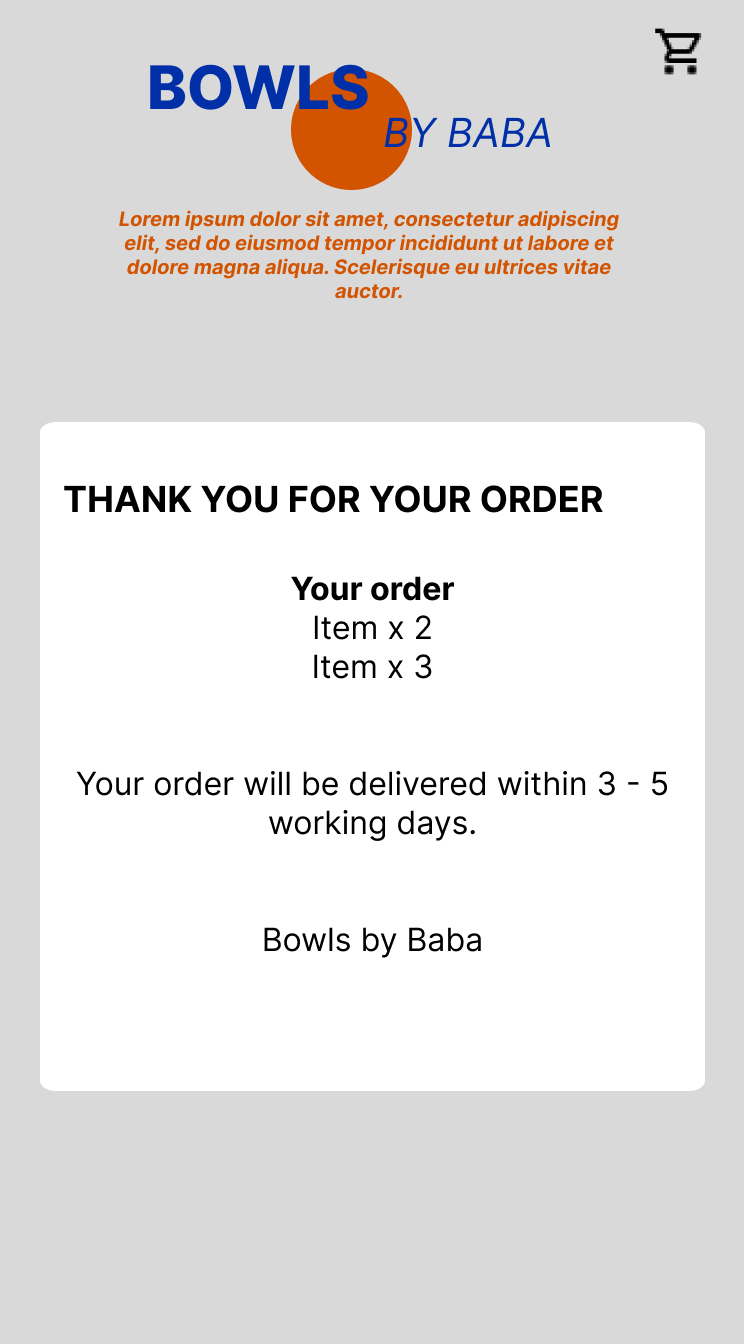 BOWLS
BY BABA
Lorem ipsum dolor sit amet, consectetur adipiscing
elit, sed do eiusmod tempor incididunt ut labore et
dolore magna aliqua. Scelerisque eu ultrices vitae
auctor.
THANK YOU FOR YOUR ORDER
Your order
Item x 2
Item x 3
Your order will be delivered within 3 - 5
working days.
Bowls by Baba